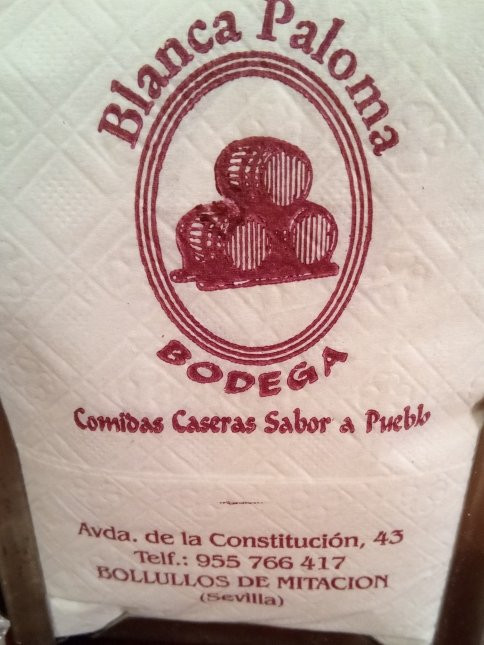 Blanca Paloma
BODEGA
Comidas Caseras Sabor a Pueblo
Avda. de la Constitución, 43
Telf.: 955 766 417
BOLLULLOS DE MITACION
(Sevilla)